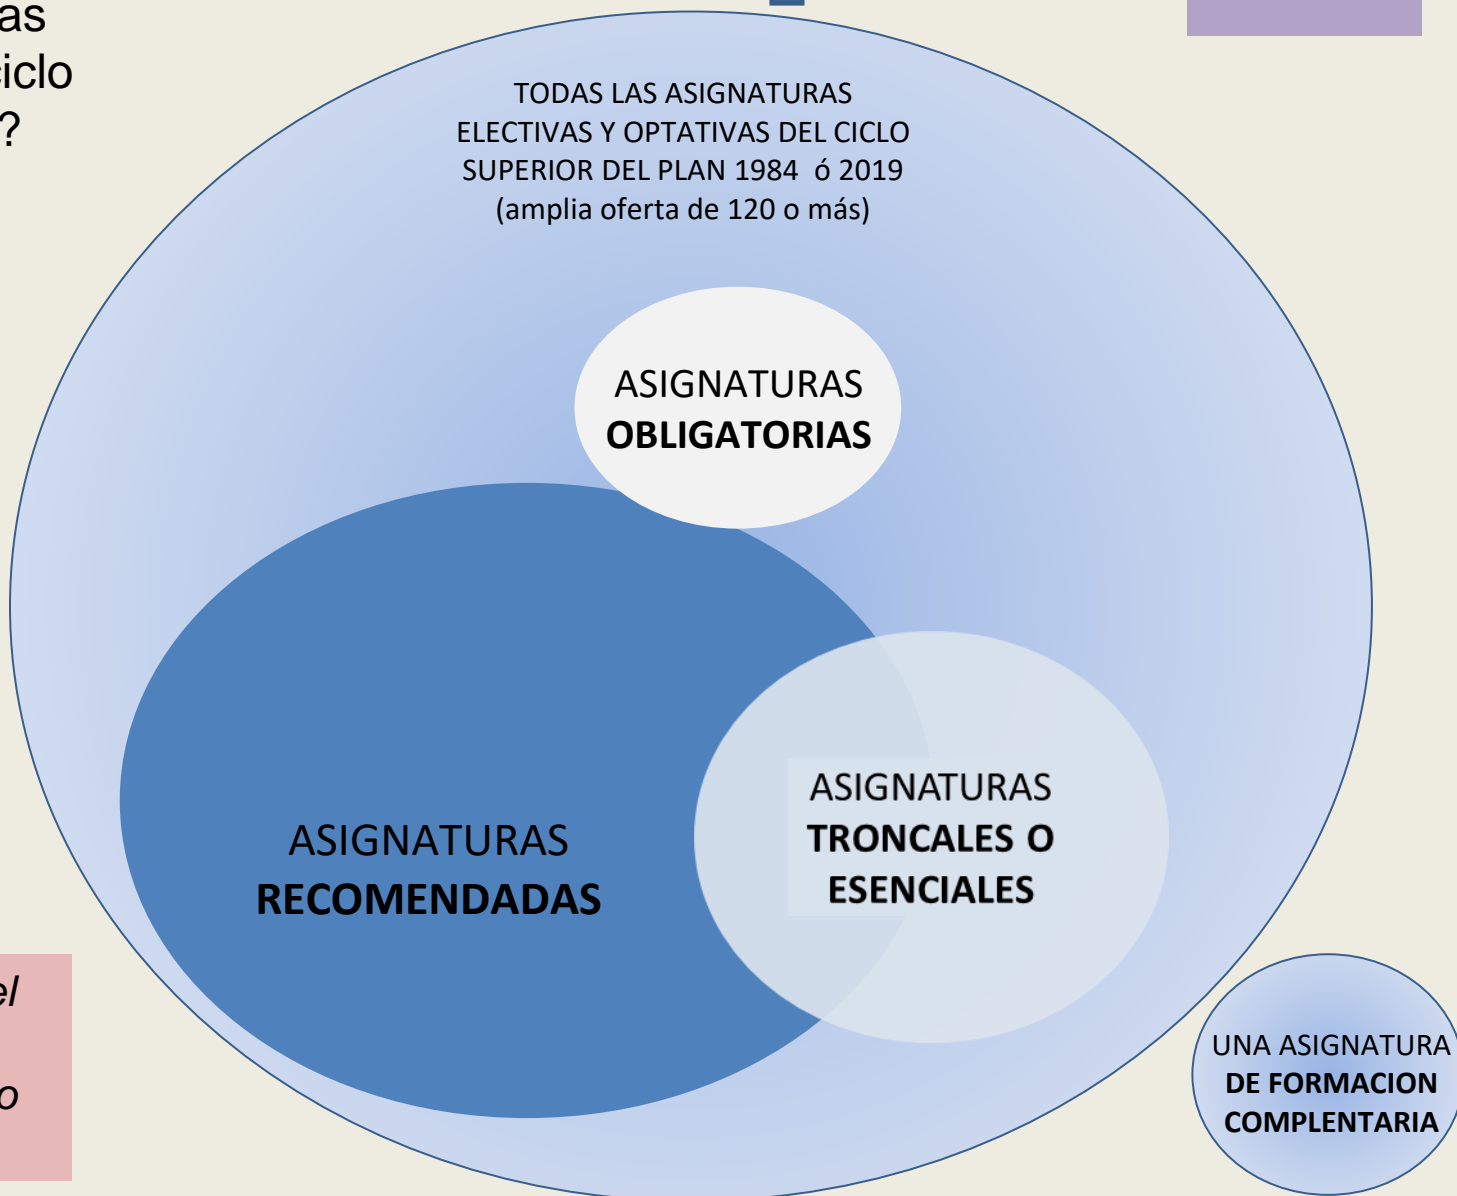 as
ciclo
?
TODAS LAS ASIGNATURAS
ELECTIVAS Y OPTATIVAS DEL CICLO
SUPERIOR DEL PLAN 1984 ó 2019
(amplia oferta de 120 o más)
ASIGNATURAS
OBLIGATORIAS
ASIGNATURAS
TRONCALES O
ESENCIALES
ASIGNATURAS
RECOMENDADAS
el
o
UNA ASIGNATURA
DE FORMACION
COMPLENTARIA